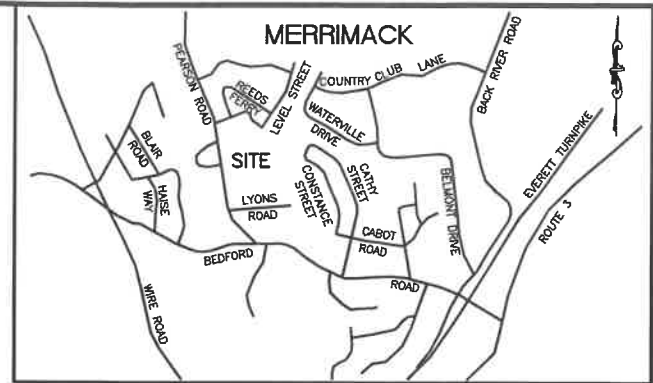 MERRIMACK
PEARSON ROAD
REEDS
FERRY
LEVEL STREET
COUNTRY CLUB LANE
BACK RIVER ROAD
WATERVILLE
DRIVE
BLAIR
ROAD
HAISE
WAY
SITE
CATHY
STREET
CONSTANCE
STREET
BELMONT DRIVE
EVERETT TURNPIKE
ROUTE 3
LYONS
ROAD
CABOT
ROAD
BEDFORD
ROAD
WIRE ROAD